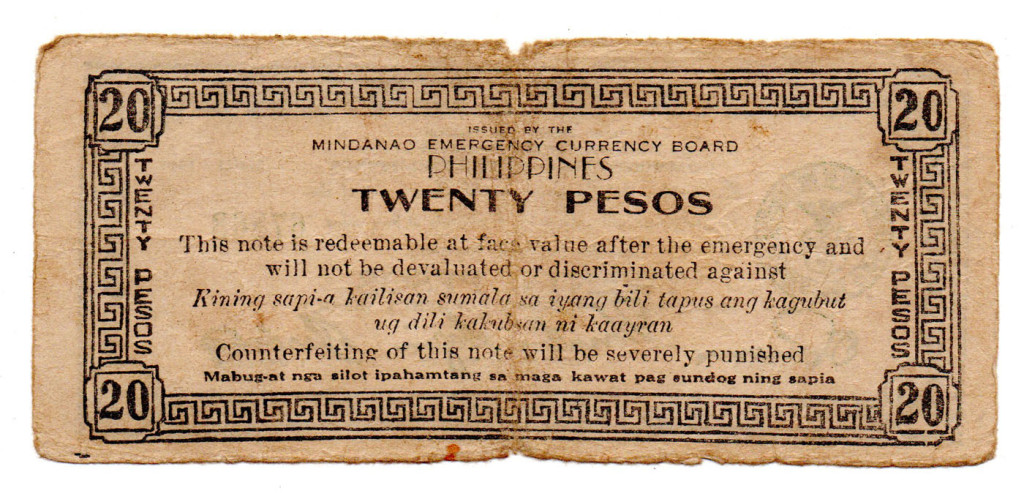 20 20
ISSUED BY THE
MINDANAO EMERGENCY CURRENCY BOARD
PHILIPPINES
TWENTY PESOS
TWENTY PESOS
TWENTY PESOS
This note is redeemable at face value after the emergency and
will not be devaluated or discriminated against
Kining sapi-a kailisan sumala sa iyang bili tapus ang kagubut
ug dili kakubsan ni kaayran
Counterfeiting of this note will be severely punished
Mabug-at nga silot ipahamtang sa maga kawat pag sundog ning sapia
20 20